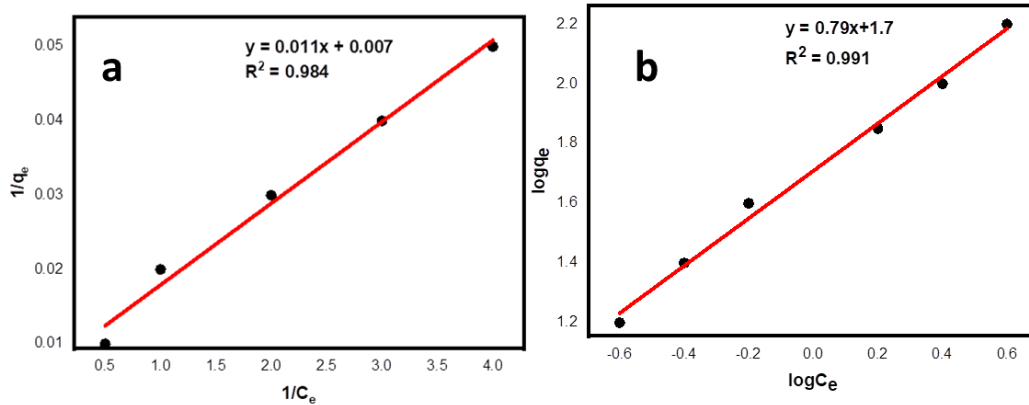 a
y = 0.011x + 0.007
R² = 0.984
0.05
0.04
0.03
0.02
0.01
1/qₑ
0.5 1.0 1.5 2.0 2.5 3.0 3.5 4.0
1/Cₑ
b
y = 0.79x+1.7
R² = 0.991
2.2
2.0
1.8
1.6
1.4
1.2
logqₑ
-0.6 -0.4 -0.2 0.0 0.2 0.4 0.6
logCₑ